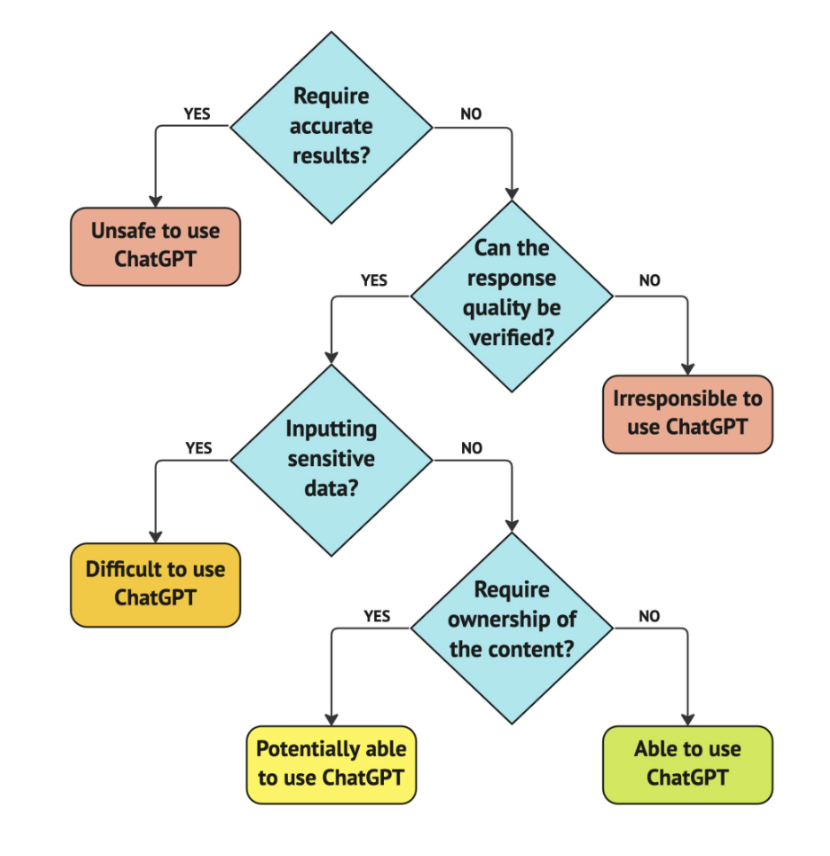 Require
accurate
results?
YES
NO
Unsafe to use
ChatGPT
Can the
response
quality be
verified?
YES
NO
Irresponsible to
use ChatGPT
Inputting
sensitive
data?
YES
NO
Difficult to use
ChatGPT
Require
ownership of
the content?
YES
NO
Potentially able
to use ChatGPT
Able to use
ChatGPT